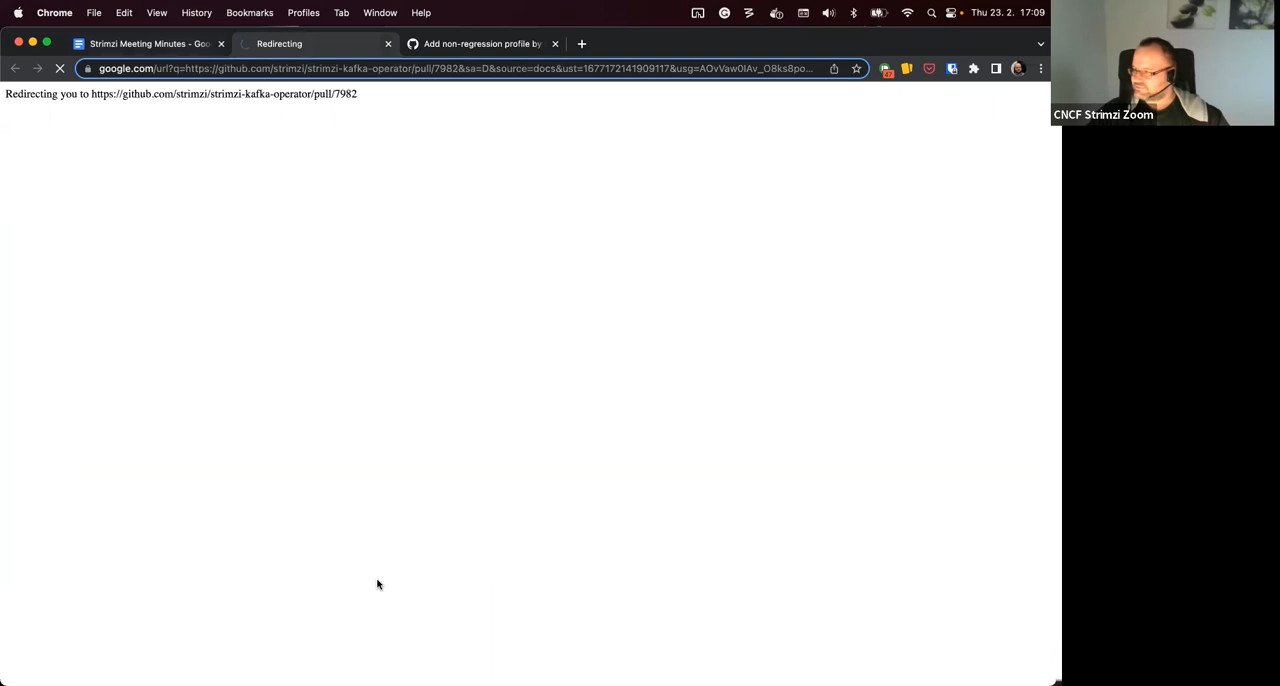 Chrome File Edit View History Bookmarks Profiles Tab Window Help Thu 23. 2. 17:09
Strimzi Meeting Minutes - Goo Redirecting Add non-regression profile by
google.com/url?q=https://github.com/strimzi/strimzi-kafka-operator/pull/7982&sa=D&source=docs&ust=1677172141909117&usg=AOvVaw0lAv_O8ks8po...
47
Redirecting you to https://github.com/strimzi/strimzi-kafka-operator/pull/7982
CNCF Strimzi Zoom